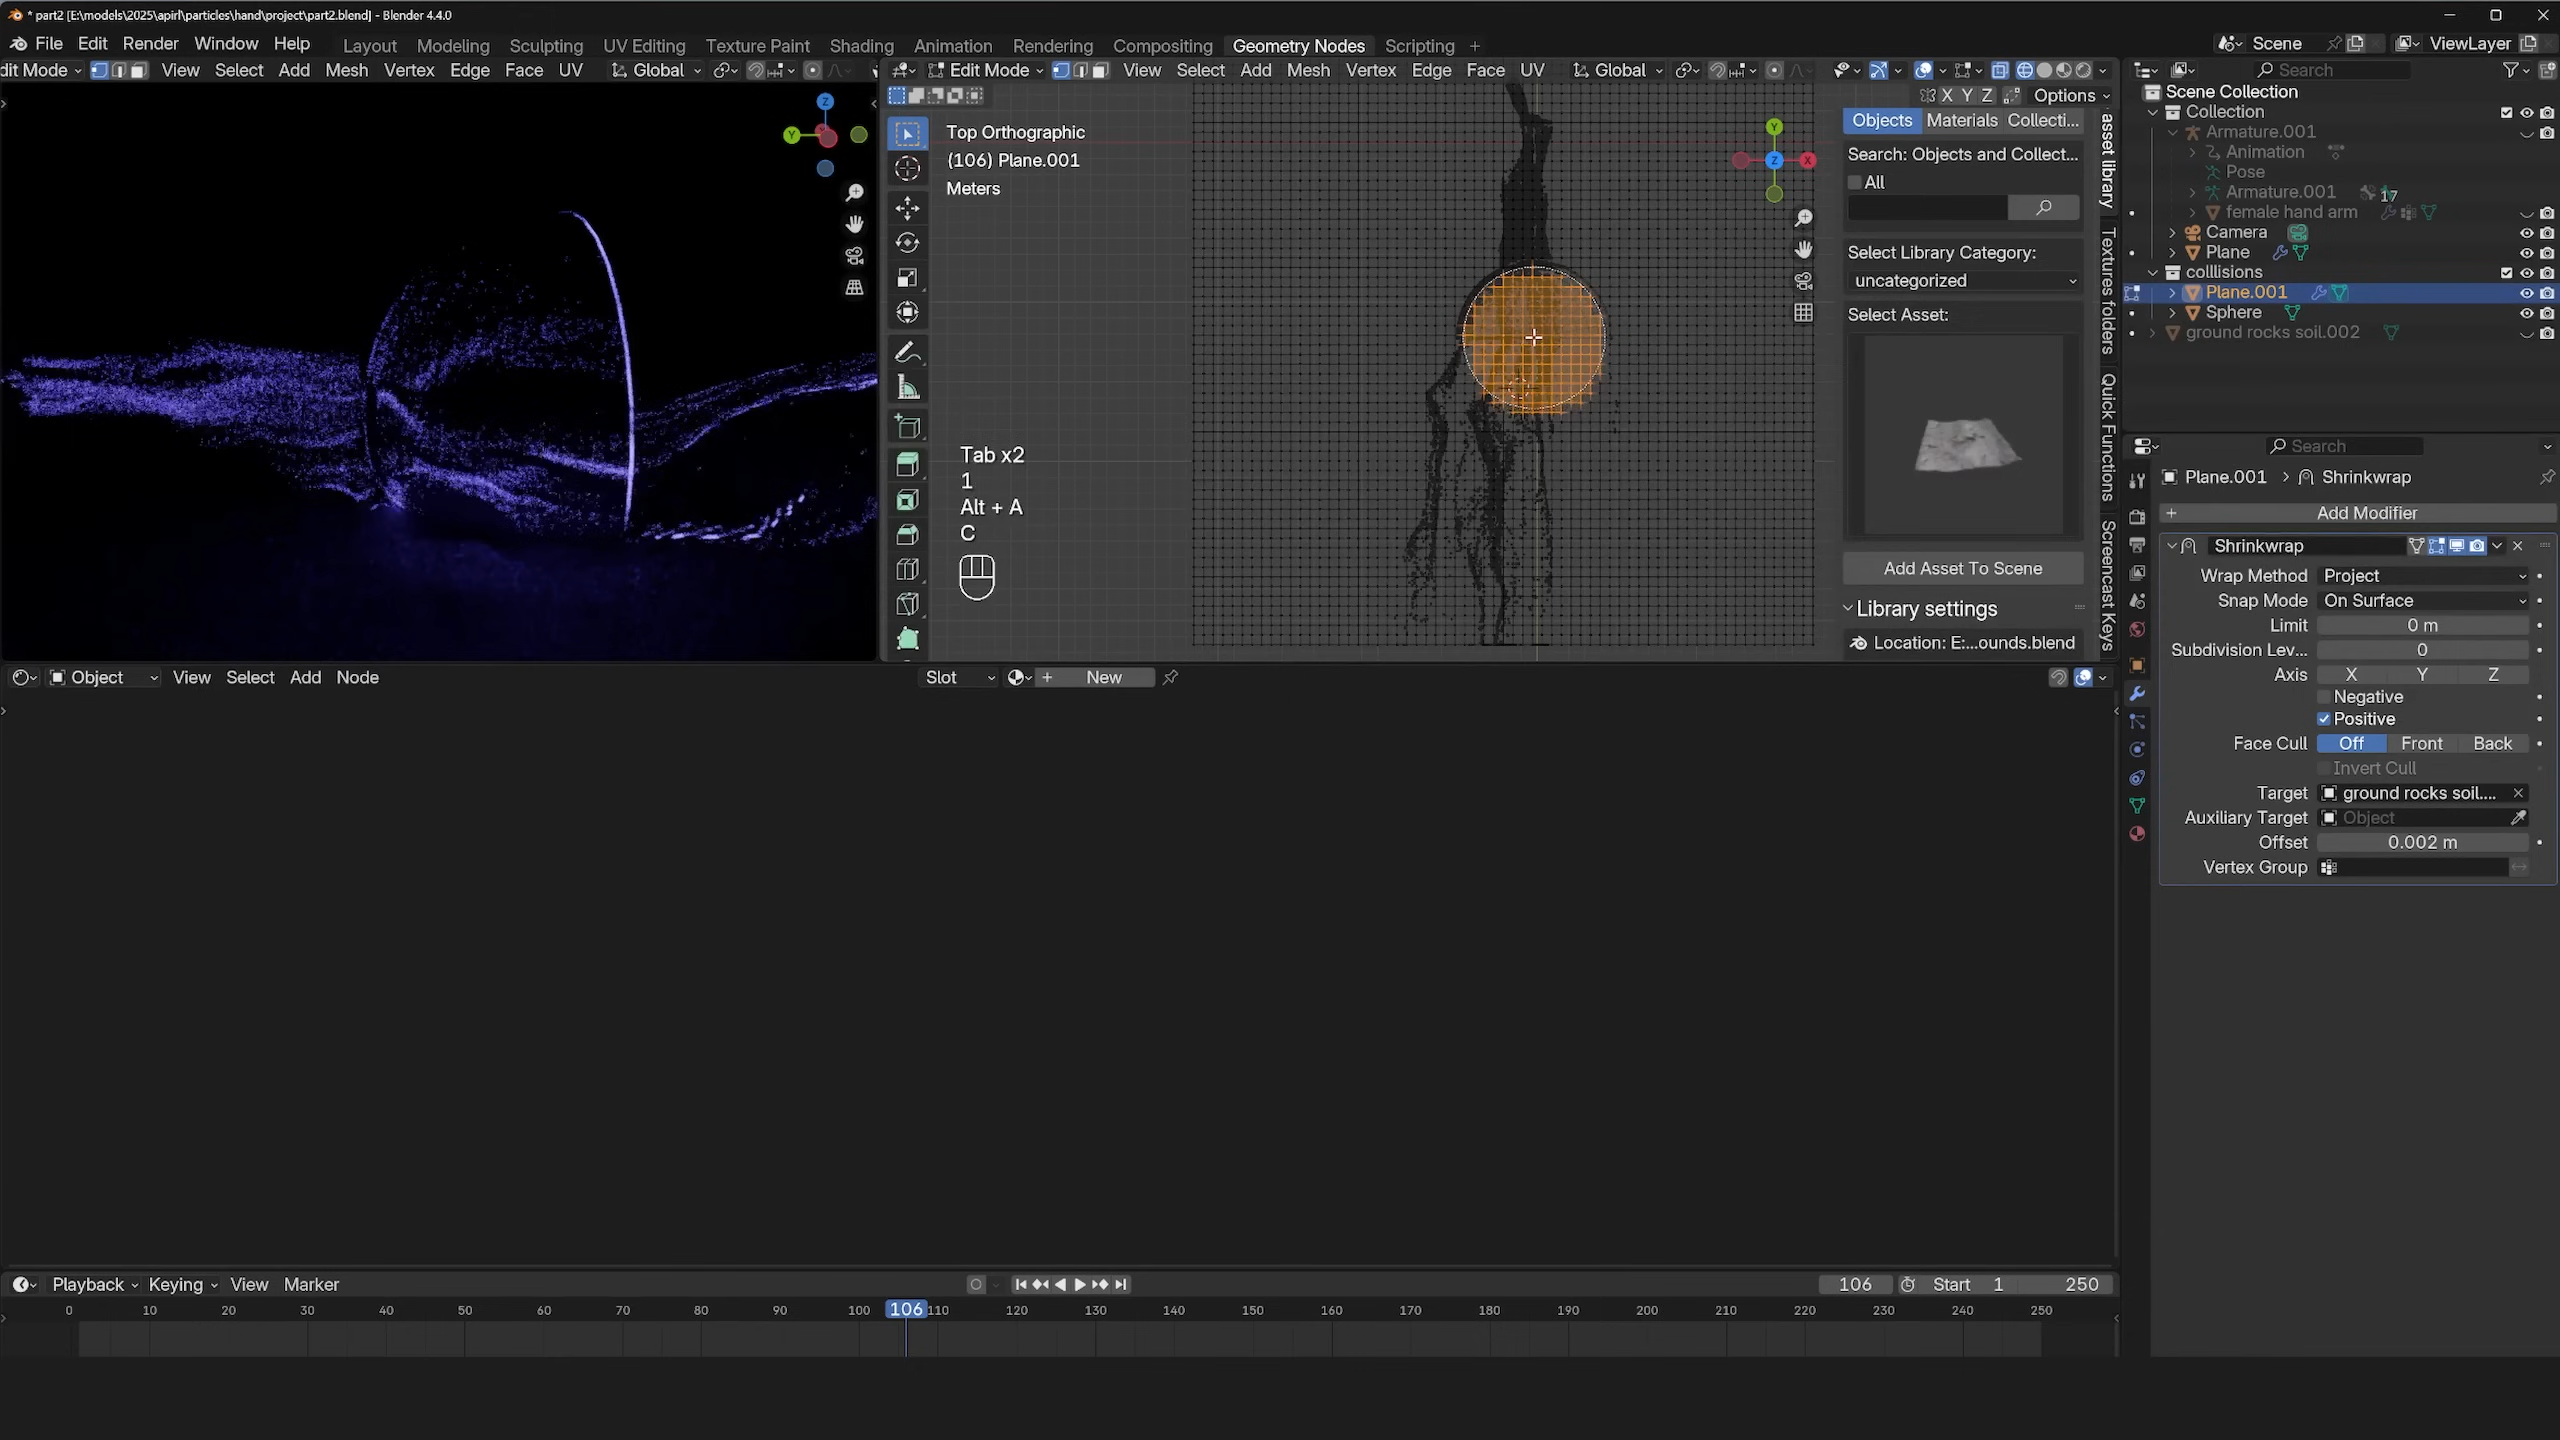 * part2 [E:\models\2025\apirl\particles\hand\project\part2.blend] - Blender 4.4.0
File Edit Render Window Help Layout Modeling Sculpting UV Editing Texture Paint Shading Animation Rendering Compositing Geometry Nodes Scripting + Scene ViewLayer
dit Mode View Select Add Mesh Vertex Edge Face UV Global
Edit Mode View Select Add Mesh Vertex Edge Face UV Global
X Y Z Options
Z
Y
Top Orthographic
(106) Plane.001
Meters
Y
Z
X
Tab x2
1
Alt + A
C
Objects Materials Collecti...
Search: Objects and Collect...
All
Select Library Category:
uncategorized
Select Asset:
Add Asset To Scene
Library settings
Location: E:...ounds.blend
asset library
Textures folders
Quick Functions
Screencast Keys
Search
Scene Collection
Collection
Armature.001
Animation
Pose
Armature.001 17
female hand arm
Camera
Plane
colllisions
Plane.001
Sphere
ground rocks soil.002
Search
Plane.001 > Shrinkwrap
+ Add Modifier
Shrinkwrap
Wrap Method Project
Snap Mode On Surface
Limit 0 m
Subdivision Lev... 0
Axis X Y Z
Negative
Positive
Face Cull Off Front Back
Invert Cull
Target ground rocks soil....
Auxiliary Target Object
Offset 0.002 m
Vertex Group
Object View Select Add Node Slot + New
Playback Keying View Marker 106 Start 1 250
0 10 20 30 40 50 60 70 80 90 100 106 110 120 130 140 150 160 170 180 190 200 210 220 230 240 250